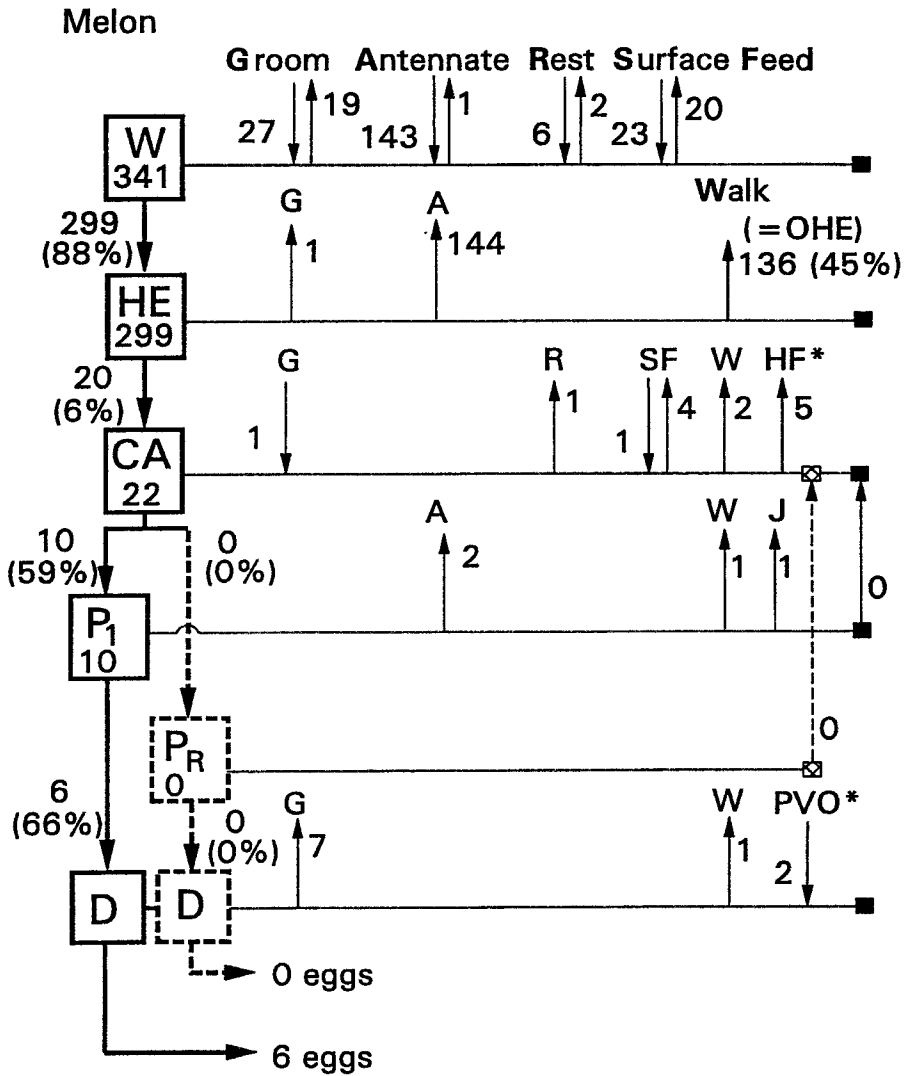 Melon
Groom Antennate Rest Surface Feed
27 19 143 1 6 2 23 20
W
341
299
(88%)
G A Walk
(=OHE)
1 144 136 (45%)
HE
299
20
(6%)
G R SF W HF*
1 1 1 4 2 5
CA
22
10
(59%)
0
(0%)
A W J
2 1 1 0
P1
10
PR
0
0
6
(66%)
0
(0%)
G W PVO*
7 1 2
D D
0 eggs
6 eggs